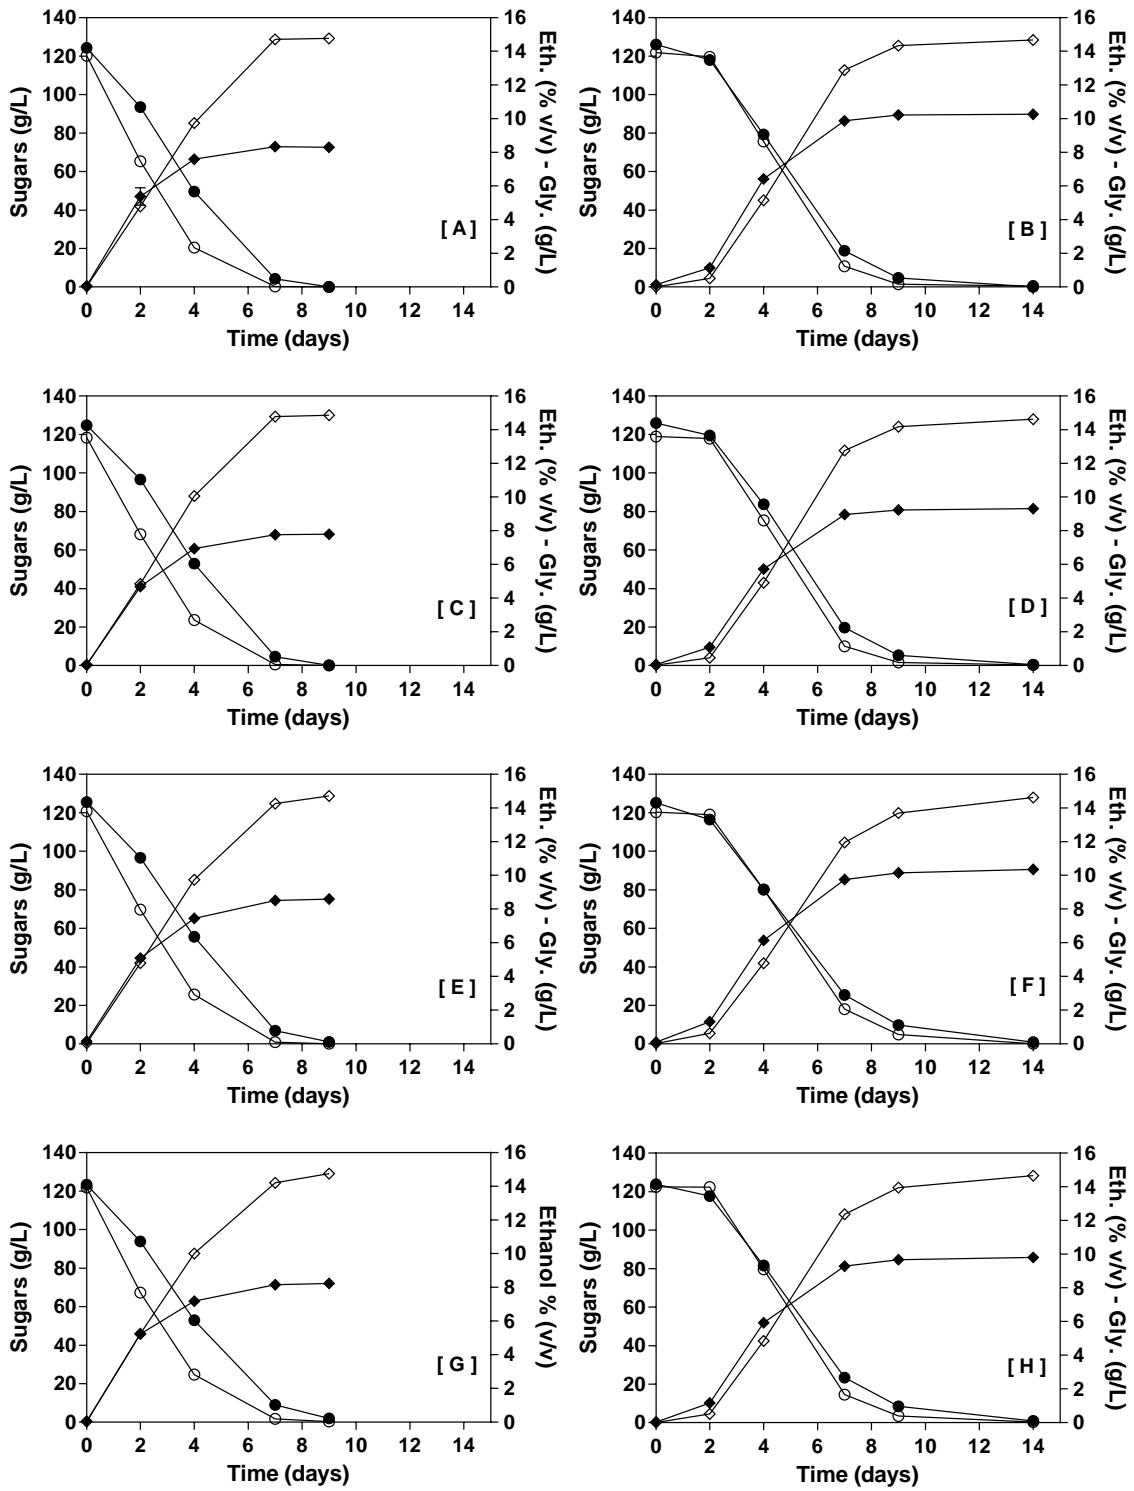 140 120 100 80 60 40 20 0
Sugars (g/L)
16 14 12 10 8 6 4 2 0
Eth. (% v/v) - Gly. (g/L)
[ A ]
0 2 4 6 8 10 12 14
Time (days)
140 120 100 80 60 40 20 0
Sugars (g/L)
16 14 12 10 8 6 4 2 0
Eth. (% v/v) - Gly. (g/L)
[ B ]
0 2 4 6 8 10 12 14
Time (days)
140 120 100 80 60 40 20 0
Sugars (g/L)
16 14 12 10 8 6 4 2 0
Eth. (% v/v) - Gly. (g/L)
[ C ]
0 2 4 6 8 10 12 14
Time (days)
140 120 100 80 60 40 20 0
Sugars (g/L)
16 14 12 10 8 6 4 2 0
Eth. (% v/v) - Gly. (g/L)
[ D ]
0 2 4 6 8 10 12 14
Time (days)
140 120 100 80 60 40 20 0
Sugars (g/L)
16 14 12 10 8 6 4 2 0
Eth. (% v/v) - Gly. (g/L)
[ E ]
0 2 4 6 8 10 12 14
Time (days)
140 120 100 80 60 40 20 0
Sugars (g/L)
16 14 12 10 8 6 4 2 0
Eth. (% v/v) - Gly. (g/L)
[ F ]
0 2 4 6 8 10 12 14
Time (days)
140 120 100 80 60 40 20 0
Sugars (g/L)
16 14 12 10 8 6 4 2 0
Ethanol % (v/v)
[ G ]
0 2 4 6 8 10 12 14
Time (days)
140 120 100 80 60 40 20 0
Sugars (g/L)
16 14 12 10 8 6 4 2 0
Eth. (% v/v) - Gly. (g/L)
[ H ]
0 2 4 6 8 10 12 14
Time (days)